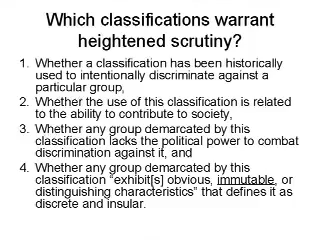 Which classifications warrant
heightened scrutiny?
1. Whether a classification has been historically
used to intentionally discriminate against a
particular group,
2. Whether the use of this classification is related
to the ability to contribute to society,
3. Whether any group demarcated by this
classification lacks the political power to combat
discrimination against it, and
4. Whether any group demarcated by this
classification “exhibit[s] obvious, immutable, or
distinguishing characteristics” that defines it as
discrete and insular.